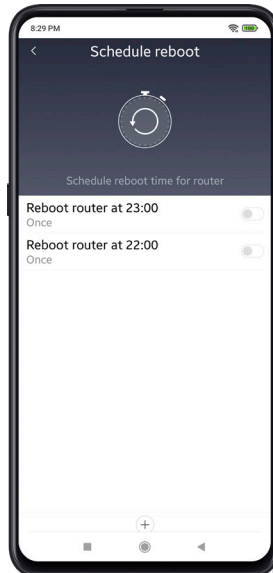 8:29 PM
100
Schedule reboot
Schedule reboot time for router
Reboot router at 23:00
Once
Reboot router at 22:00
Once